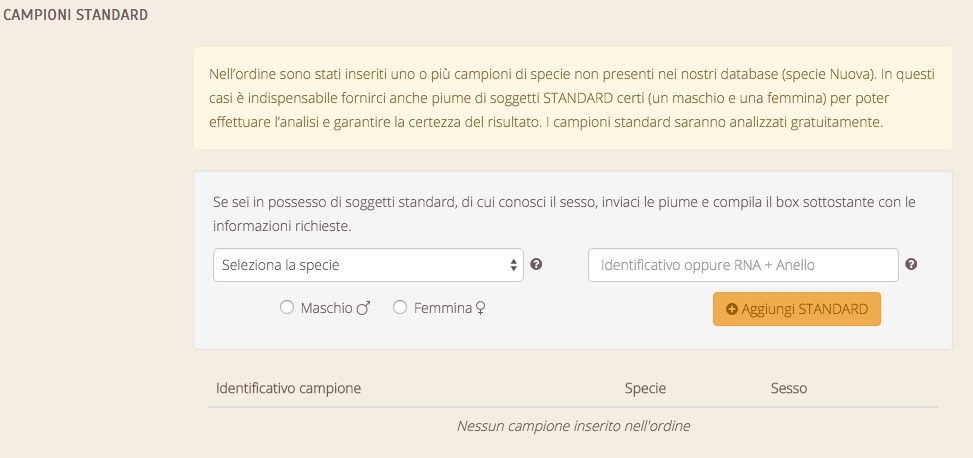 CAMPIONI STANDARD
Nell'ordine sono stati inseriti uno o più campioni di specie non presenti nei nostri database (specie Nuova). In questi
casi è indispensabile fornirci anche piume di soggetti STANDARD certi (un maschio e una femmina) per poter
effettuare l'analisi e garantire la certezza del risultato. I campioni standard saranno analizzati gratuitamente.
Se sei in possesso di soggetti standard, di cui conosci il sesso, inviaci le piume e compila il box sottostante con le
informazioni richieste.
Seleziona la specie ? Identificativo oppure RNA + Anello ?
Maschio ♂ Femmina ♀ Aggiungi STANDARD
Identificativo campione Specie Sesso
Nessun campione inserito nell'ordine